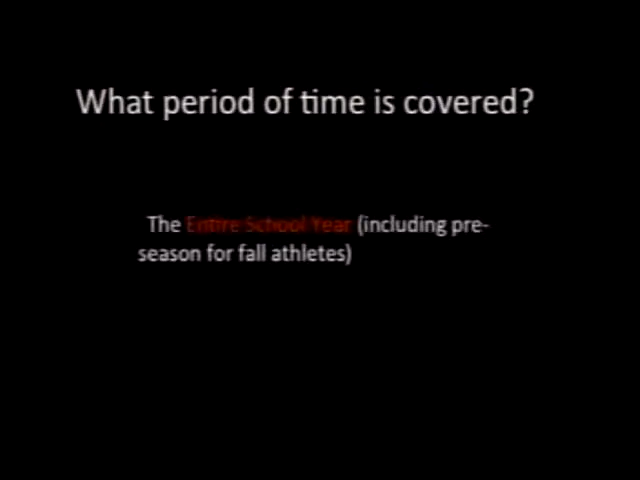 What period of time is covered?
The Entire School Year (including pre-
season for fall athletes)